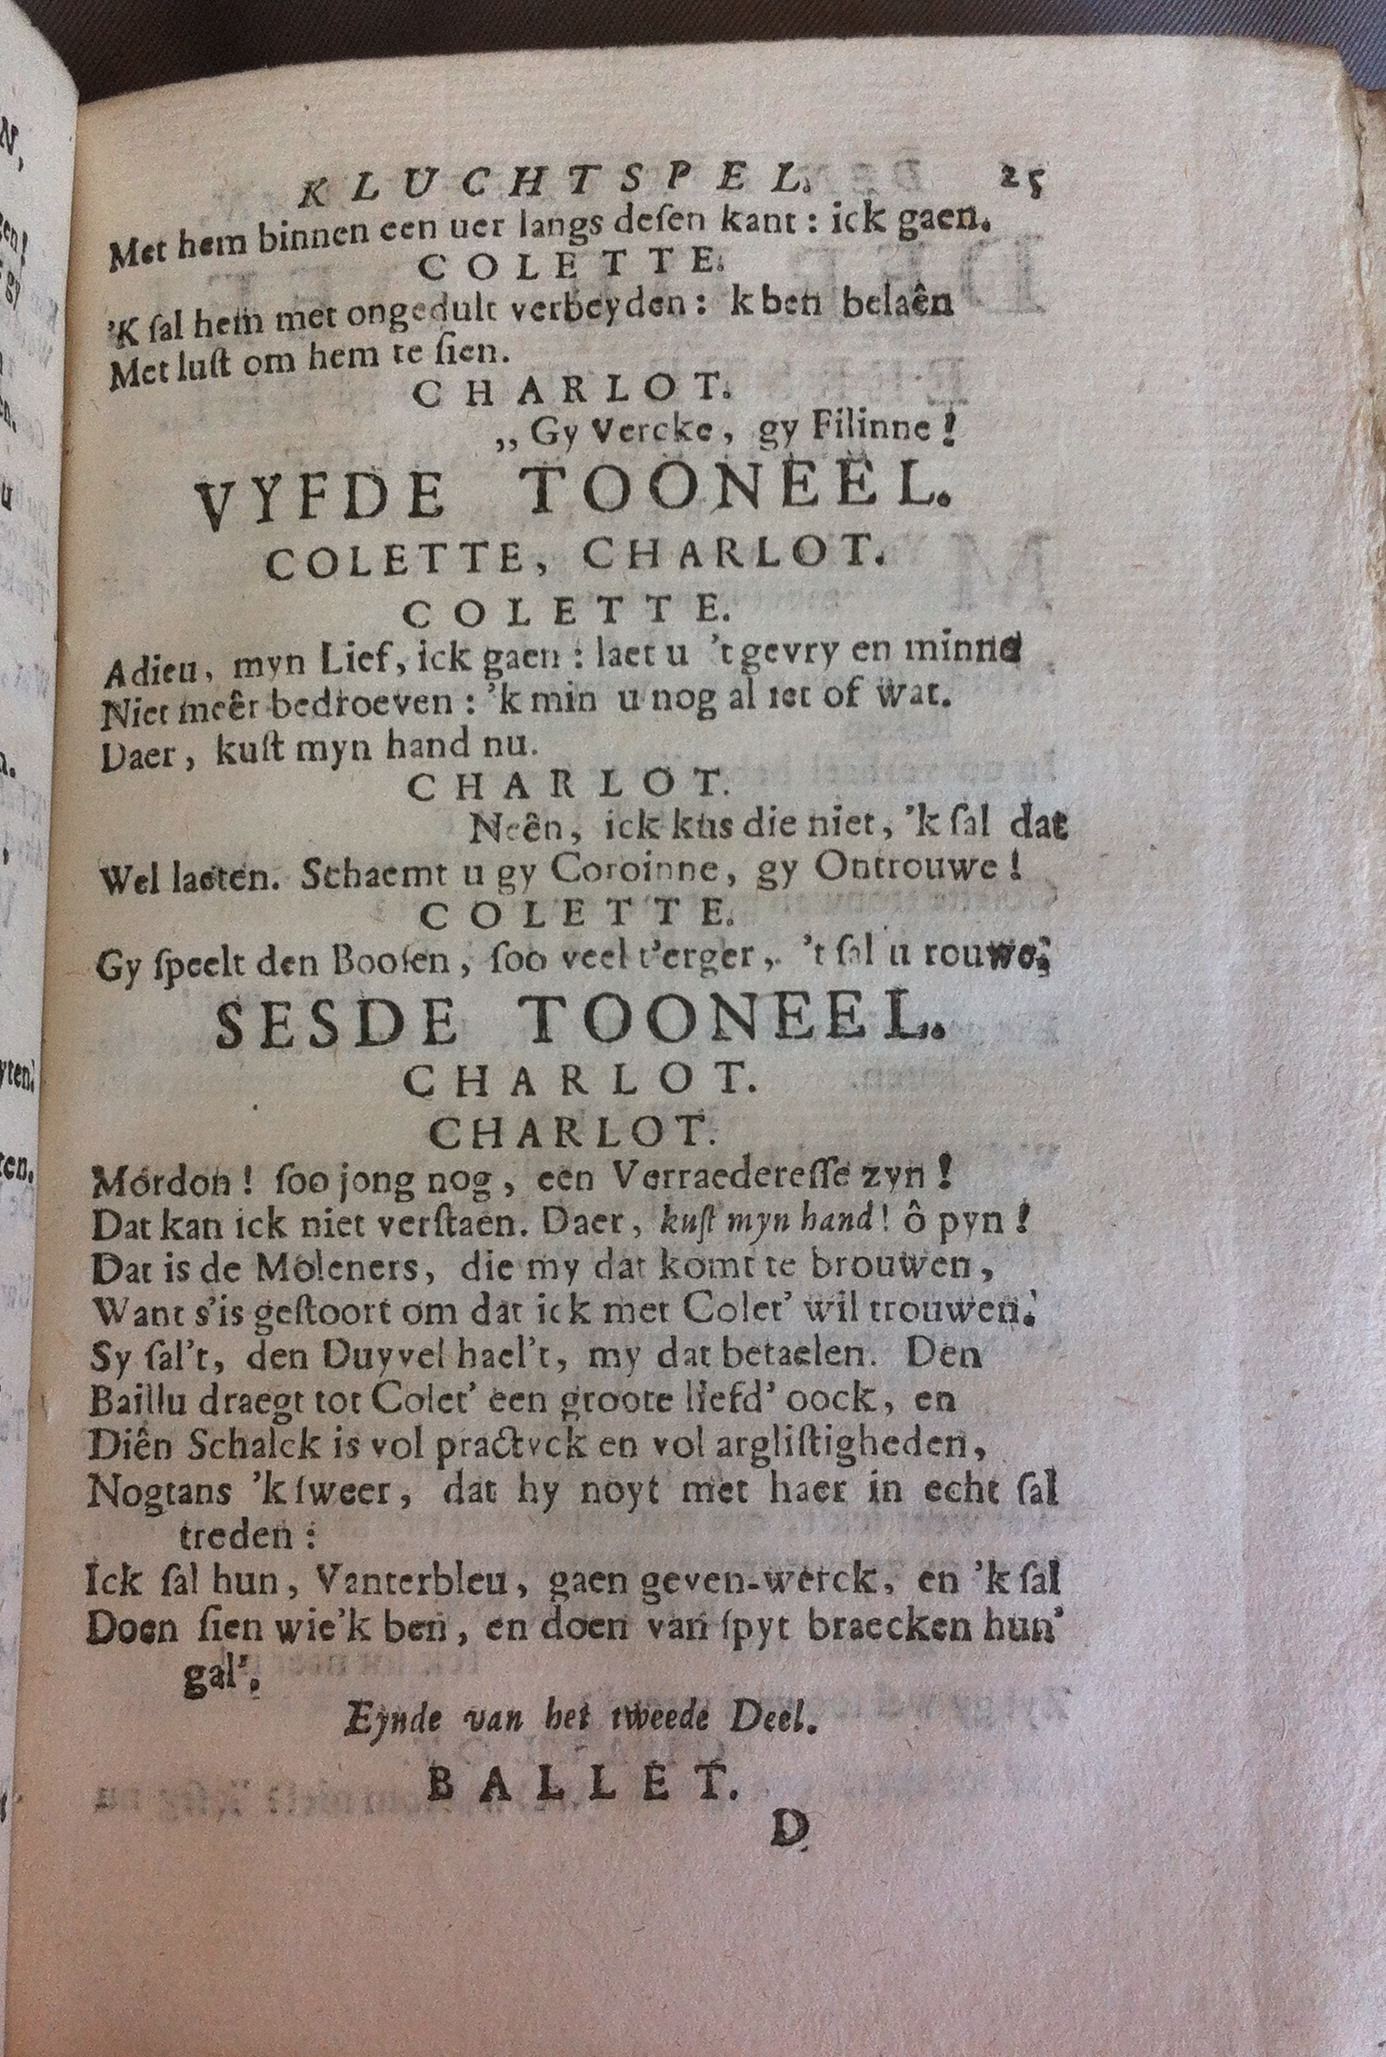 KLUCHTSPEL. 25
Met hem binnen een uer langs deſen kant : ick gaen.
COLETTE.
'K ſal hem met ongedult verbeyden : k ben belaên
Met luſt om hem te ſien.
CHARLOT.
„ Gy Vercke, gy Filinne !
VYFDE TOONEEL.
COLETTE, CHARLOT.
COLETTE.
Adieu, myn Lief, ick gaen : laet u 't gevry en minne
Niet meêr bedroeven : 'k min u nog al iet of wat.
Daer, kuſt myn hand nu.
CHARLOT.
Neên, ick kus die niet, 'k ſal dat
Wel laeten. Schaemt u gy Coroinne, gy Ontrouwe !
COLETTE.
Gy ſpeelt den Booſen, ſoo veel t'erger, 't ſal u rouwe.
SESDE TOONEEL.
CHARLOT.
CHARLOT.
Mordon ! ſoo jong nog, een Verraedereſſe zyn !
Dat kan ick niet verſtaen. Daer, kuſt myn hand ! ô pyn !
Dat is de Moleners, die my dat komt te brouwen,
Want s'is geſtoort om dat ick met Colet' wil trouwen.
Sy ſal't, den Duyvel hael't, my dat betaelen. Den
Baillu draegt tot Colet' een groote liefd' oock, en
Diên Schalck is vol practyck en vol argliſtigheden,
Nogtans 'k ſweer, dat hy noyt met haer in echt ſal
treden :
Ick ſal hun, Vanterbleu, gaen geven-werck, en 'k ſal
Doen ſien wie'k ben, en doen van ſpyt braecken hun'
gal'.
Eynde van het tweede Deel.
BALLET.
D